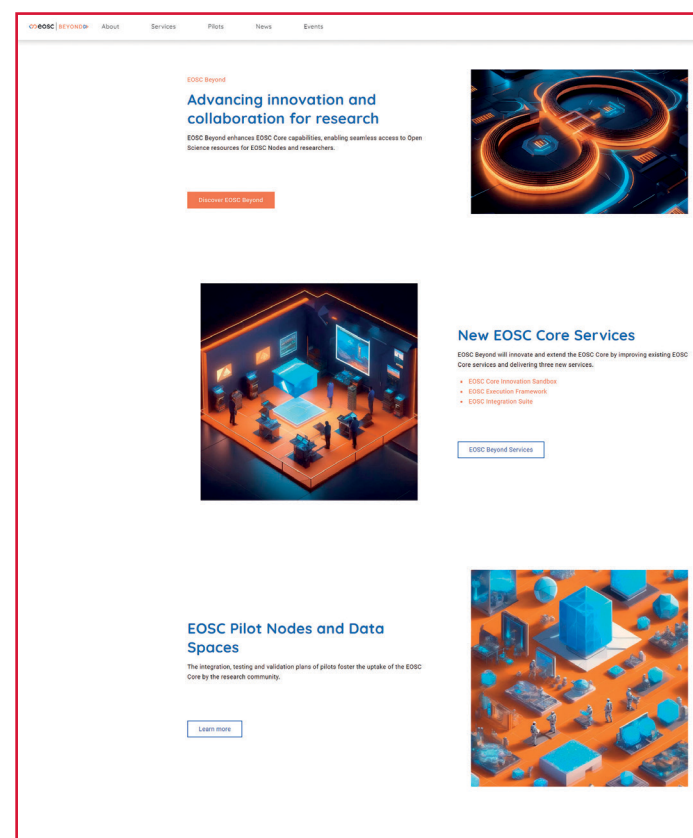 eosc | BEYOND
About Services Pilots News Events
EOSC Beyond
Advancing innovation and
collaboration for research
EOSC Beyond enhances EOSC Core capabilities, enabling seamless access to Open
Science resources for EOSC Nodes and researchers.
Discover EOSC Beyond
New EOSC Core Services
EOSC Beyond will innovate and extend the EOSC Core by improving existing EOSC
Core services and delivering three new services.
• EOSC Core Innovation Sandbox
• EOSC Execution Framework
• EOSC Integration Suite
EOSC Beyond Services
EOSC Pilot Nodes and Data
Spaces
The integration, testing and validation plans of pilots foster the uptake of the EOSC
Core by the research community.
Learn more